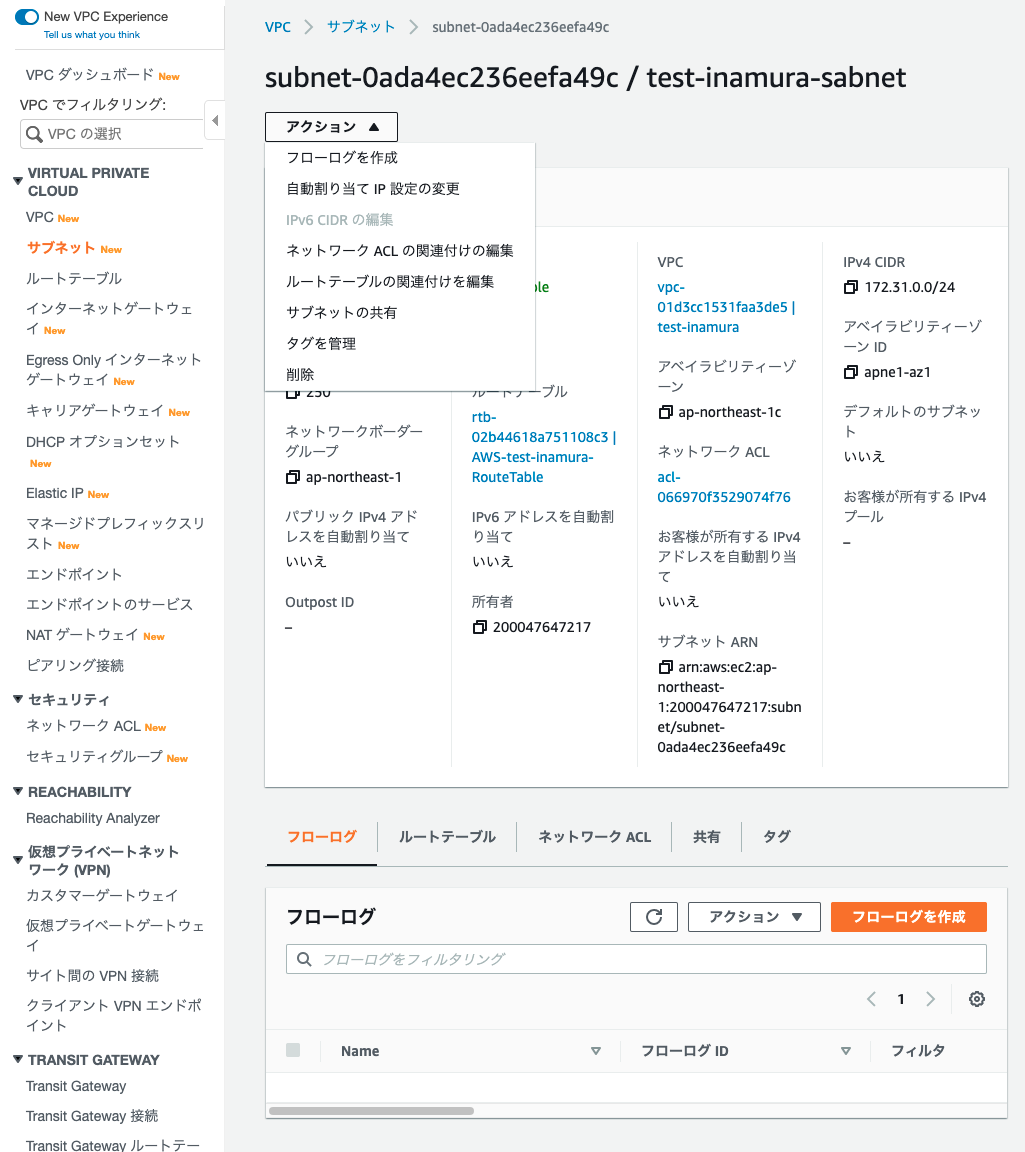 New VPC Experience
Tell us what you think
VPC ダッシュボード New
VPC でフィルタリング:
VPC の選択
VIRTUAL PRIVATE
CLOUD
VPC New
サブネット New
ルートテーブル
インターネットゲートウェ
イ New
Egress Only インターネット
ゲートウェイ New
キャリアゲートウェイ New
DHCP オプションセット
New
Elastic IP New
マネージドプレフィックスリ
スト New
エンドポイント
エンドポイントのサービス
NAT ゲートウェイ New
ピアリング接続
セキュリティ
ネットワーク ACL New
セキュリティグループ New
REACHABILITY
Reachability Analyzer
仮想プライベートネット
ワーク (VPN)
カスタマーゲートウェイ
仮想プライベートゲートウェ
イ
サイト間の VPN 接続
クライアント VPN エンドポ
イント
TRANSIT GATEWAY
Transit Gateway
Transit Gateway 接続
Transit Gateway ルートテー
VPC > サブネット > subnet-0ada4ec236eefa49c
subnet-0ada4ec236eefa49c / test-inamura-sabnet
アクション
フローログを作成
自動割り当て IP 設定の変更
IPv6 CIDR の編集
ネットワーク ACL の関連付けの編集
ルートテーブルの関連付けを編集
サブネットの共有
タグを管理
削除
250
ネットワークボーダー
グループ
ap-northeast-1
パブリック IPv4 アド
レスを自動割り当て
いいえ
Outpost ID
–
ble
ルートテーブル
rtb-
02b44618a751108c3 |
AWS-test-inamura-
RouteTable
IPv6 アドレスを自動割
り当て
いいえ
所有者
200047647217
VPC
vpc-
01d3cc1531faa3de5 |
test-inamura
アベイラビリティーゾ
ーン
ap-northeast-1c
ネットワーク ACL
acl-
066970f3529074f76
お客様が所有する IPv4
アドレスを自動割り当
て
いいえ
サブネット ARN
arn:aws:ec2:ap-
northeast-
1:200047647217:subn
et/subnet-
0ada4ec236eefa49c
IPv4 CIDR
172.31.0.0/24
アベイラビリティーゾ
ーン ID
apne1-az1
デフォルトのサブネッ
ト
いいえ
お客様が所有する IPv4
プール
–
フローログ
ルートテーブル
ネットワーク ACL
共有
タグ
フローログ
アクション
フローログを作成
フローログをフィルタリング
1
Name
フローログ ID
フィルタ